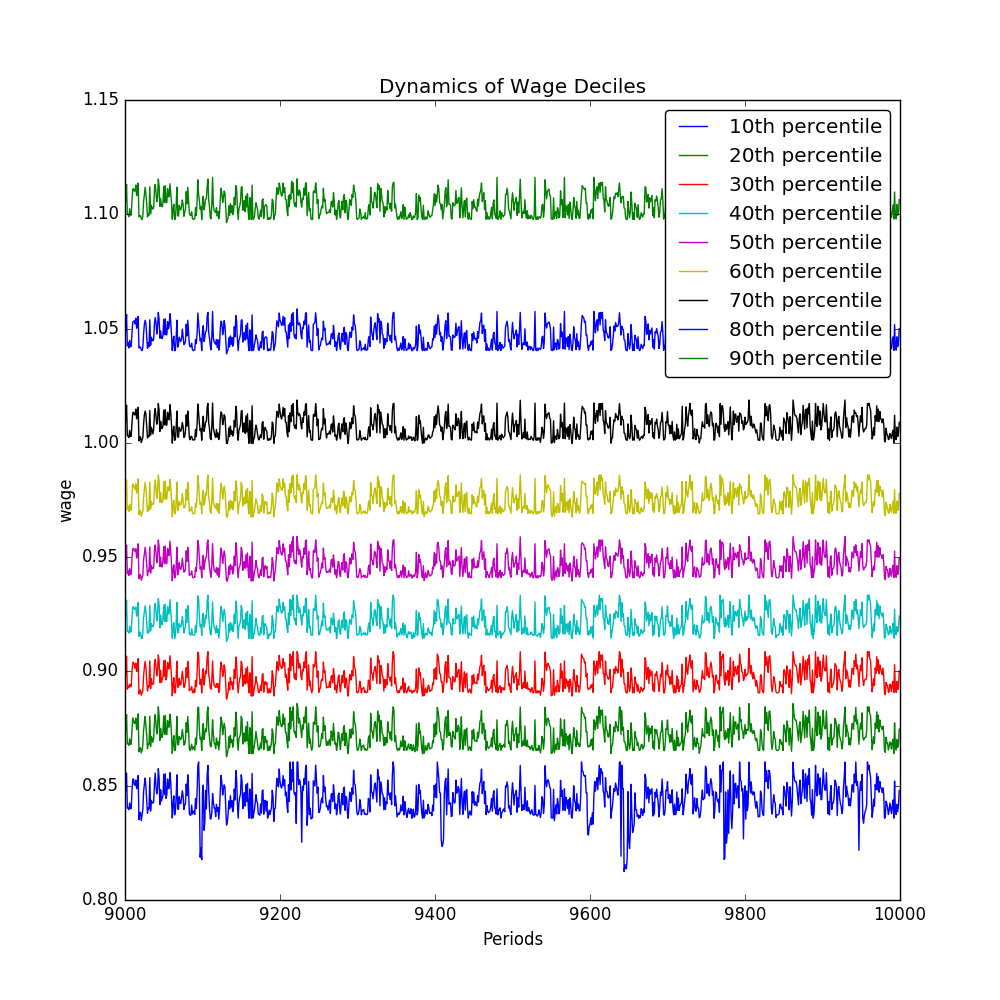 Dynamics of Wage Deciles
1.15
1.10
1.05
1.00
0.95
0.90
0.85
0.80
wage
10th percentile
20th percentile
30th percentile
40th percentile
50th percentile
60th percentile
70th percentile
80th percentile
90th percentile
9000 9200 9400 9600 9800 10000
Periods